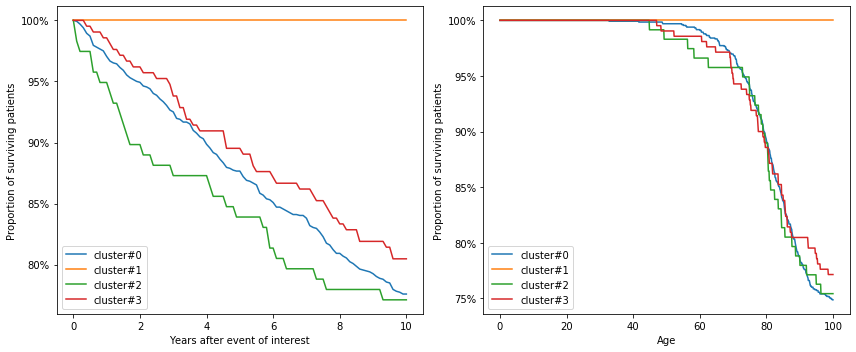 Proportion of surviving patients
100%
95%
90%
85%
80%
cluster#0
cluster#1
cluster#2
cluster#3
0
2
4
6
8
10
Years after event of interest
Proportion of surviving patients
100%
95%
90%
85%
80%
75%
cluster#0
cluster#1
cluster#2
cluster#3
0
20
40
60
80
100
Age